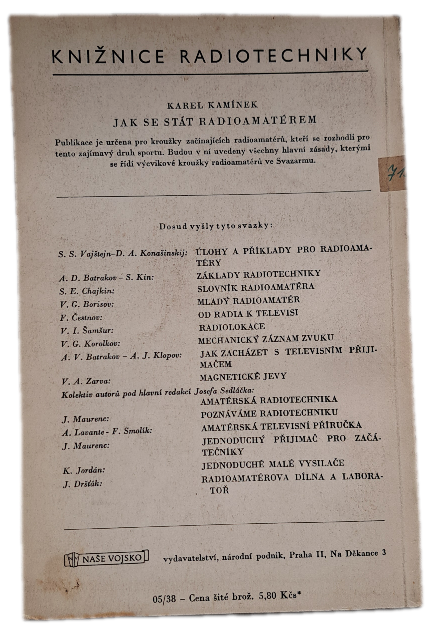 KNIŽNICE RADIOTECHNIKY
KAREL KAMÍNEK
JAK SE STÁT RADIOAMATÉREM
Publikace je určena pro kroužky začínajících radioamatérů, kteří se rozhodli pro
tento zajímavý druh sportu. Budou v ní uvedeny všechny hlavní zásady, kterými
se řídí výcvikové kroužky radioamatérů ve Svazarmu.
Dosud vyšly tyto svazky:
S. S. Vajštejn–D. A. Konašinskij: ÚLOHY A PŘÍKLADY PRO RADIOAMA-
TÉRY
A. D. Batrakov – S. Kin: ZÁKLADY RADIOTECHNIKY
S. E. Chajkin: SLOVNÍK RADIOAMATÉRA
V. G. Borisov: MLADÝ RADIOAMATÉR
F. Čestnov: OD RADIA K TELEVISI
V. I. Šamšur: RADIOLOKACE
V. G. Korolkov: MECHANICKÝ ZÁZNAM ZVUKU
A. V. Batrakov – A. J. Klopov: JAK ZACHÁZET S TELEVISNÍM PŘIJI-
MAČEM
V. A. Zarva: MAGNETICKÉ JEVY
Kolektiv autorů pod hlavní redakcí Josefa Sedláčka:
AMATÉRSKÁ RADIOTECHNIKA
J. Maurenc: POZNÁVÁME RADIOTECHNIKU
A. Lavante - F. Smolík: AMATÉRSKÁ TELEVISNÍ PŘÍRUČKA
J. Maurenc: JEDNODUCHÝ PŘIJIMAČ PRO ZAČÁ-
TEČNÍKY
K. Jordán: JEDNODUCHÉ MALÉ VYSILAČE
J. Dršťák: RADIOAMATÉROVA DÍLNA A LABORA-
TOŘ
NAŠE VOJSKO vydavatelství, národní podnik, Praha II, Na Děkance 3
05/38 – Cena šité brož. 5,80 Kčs*